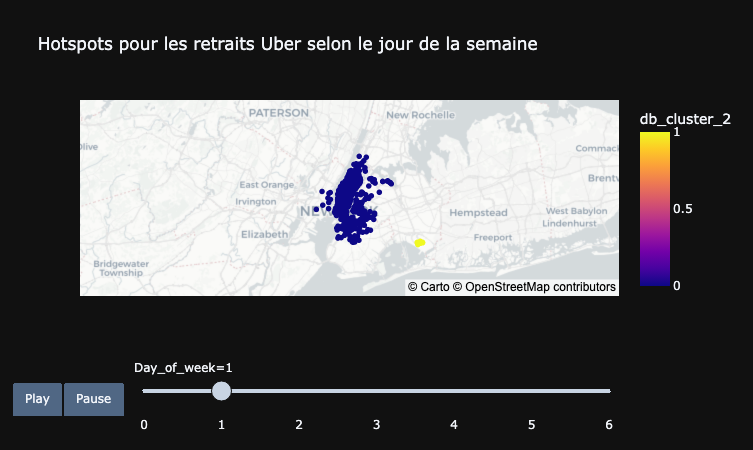 Hotspots pour les retraits Uber selon le jour de la semaine
PATERSON
New Rochelle
db_cluster_2
1
Olive
Commac
East Orange
Brentw
Irvington
NEW
K
Hempstead
West Babylon
0.5
Elizabeth
Freeport
Lindenhurst
Bridgewater
Township
0
© Carto © OpenStreetMap contributors
Day_of_week=1
Play
Pause
0
1
2
3
4
5
6